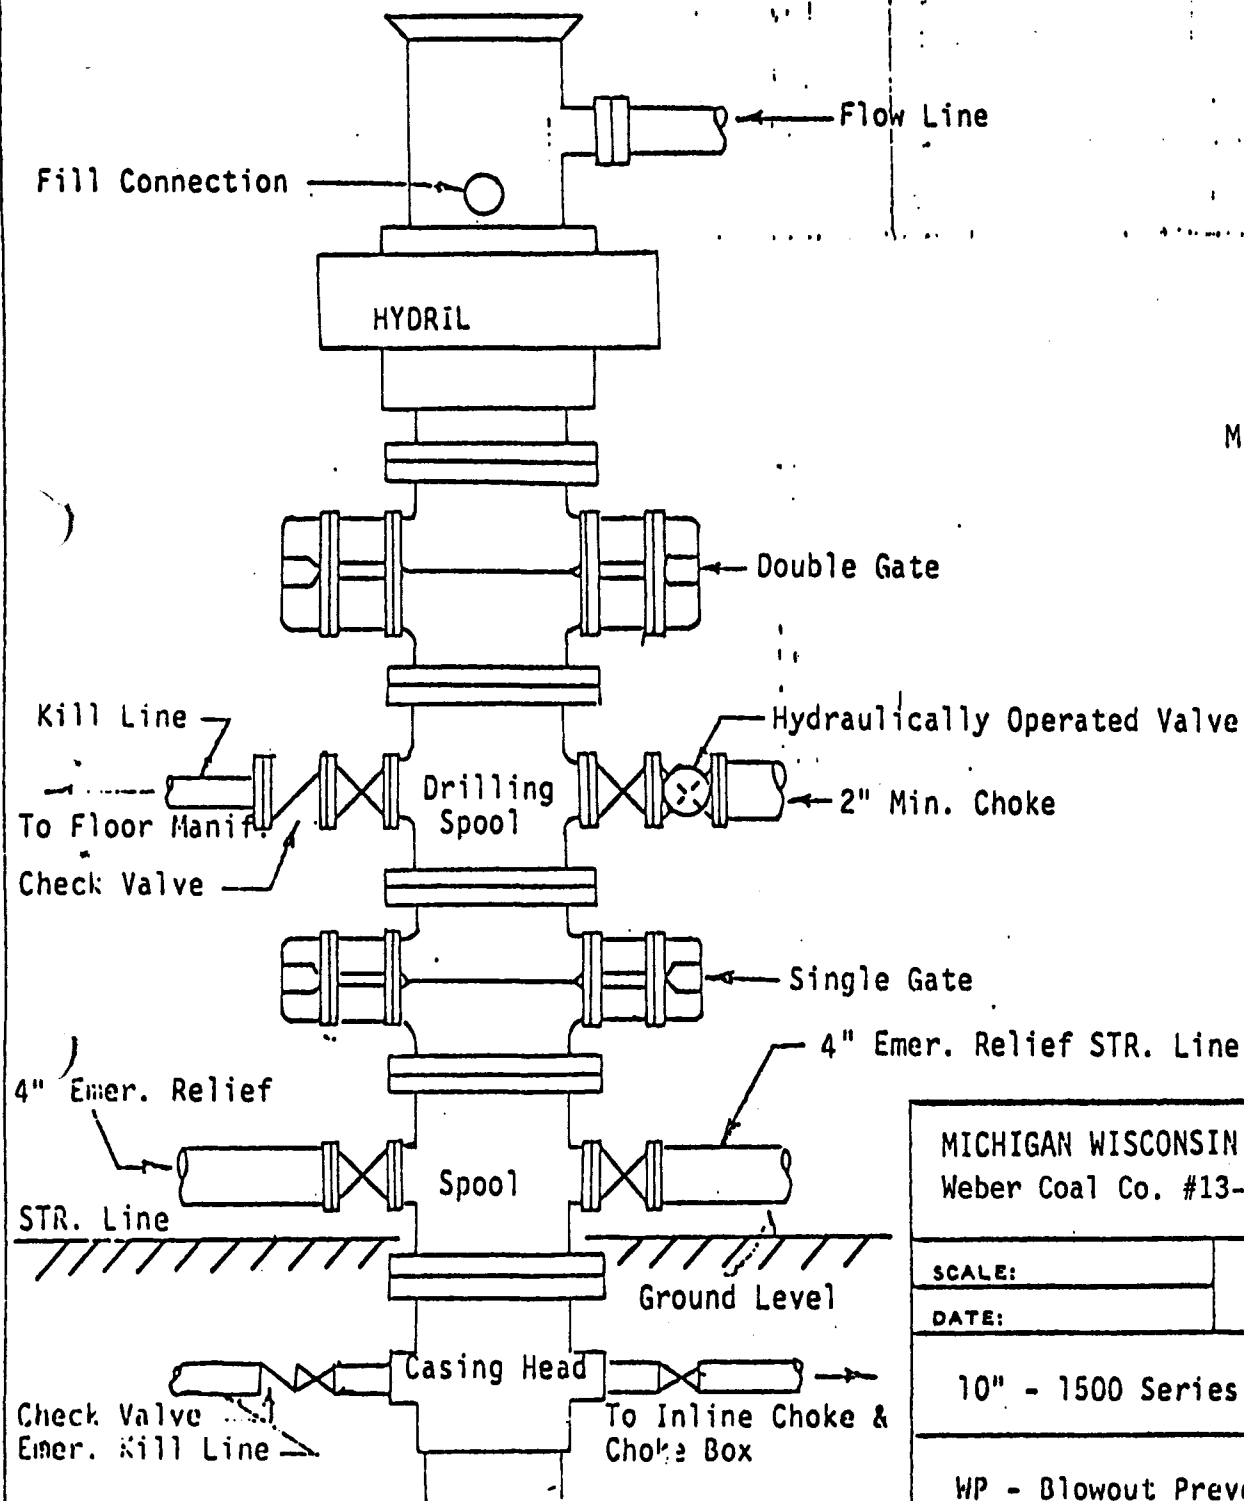 Flow Line
Fill Connection
HYDRIL
M
Double Gate
Kill Line
Hydraulically Operated Valve
Drilling
Spool
2" Min. Choke
To Floor Manif.
Check Valve
Single Gate
4" Emer. Relief STR. Line
4" Emer. Relief
MICHIGAN WISCONSIN
Weber Coal Co. #13-
Spool
STR. Line
SCALE:
Ground Level
DATE:
Casing Head
10" - 1500 Series
Check Valve
To Inline Choke &
Emer. Kill Line
Choke Box
WP - Blowout Preve